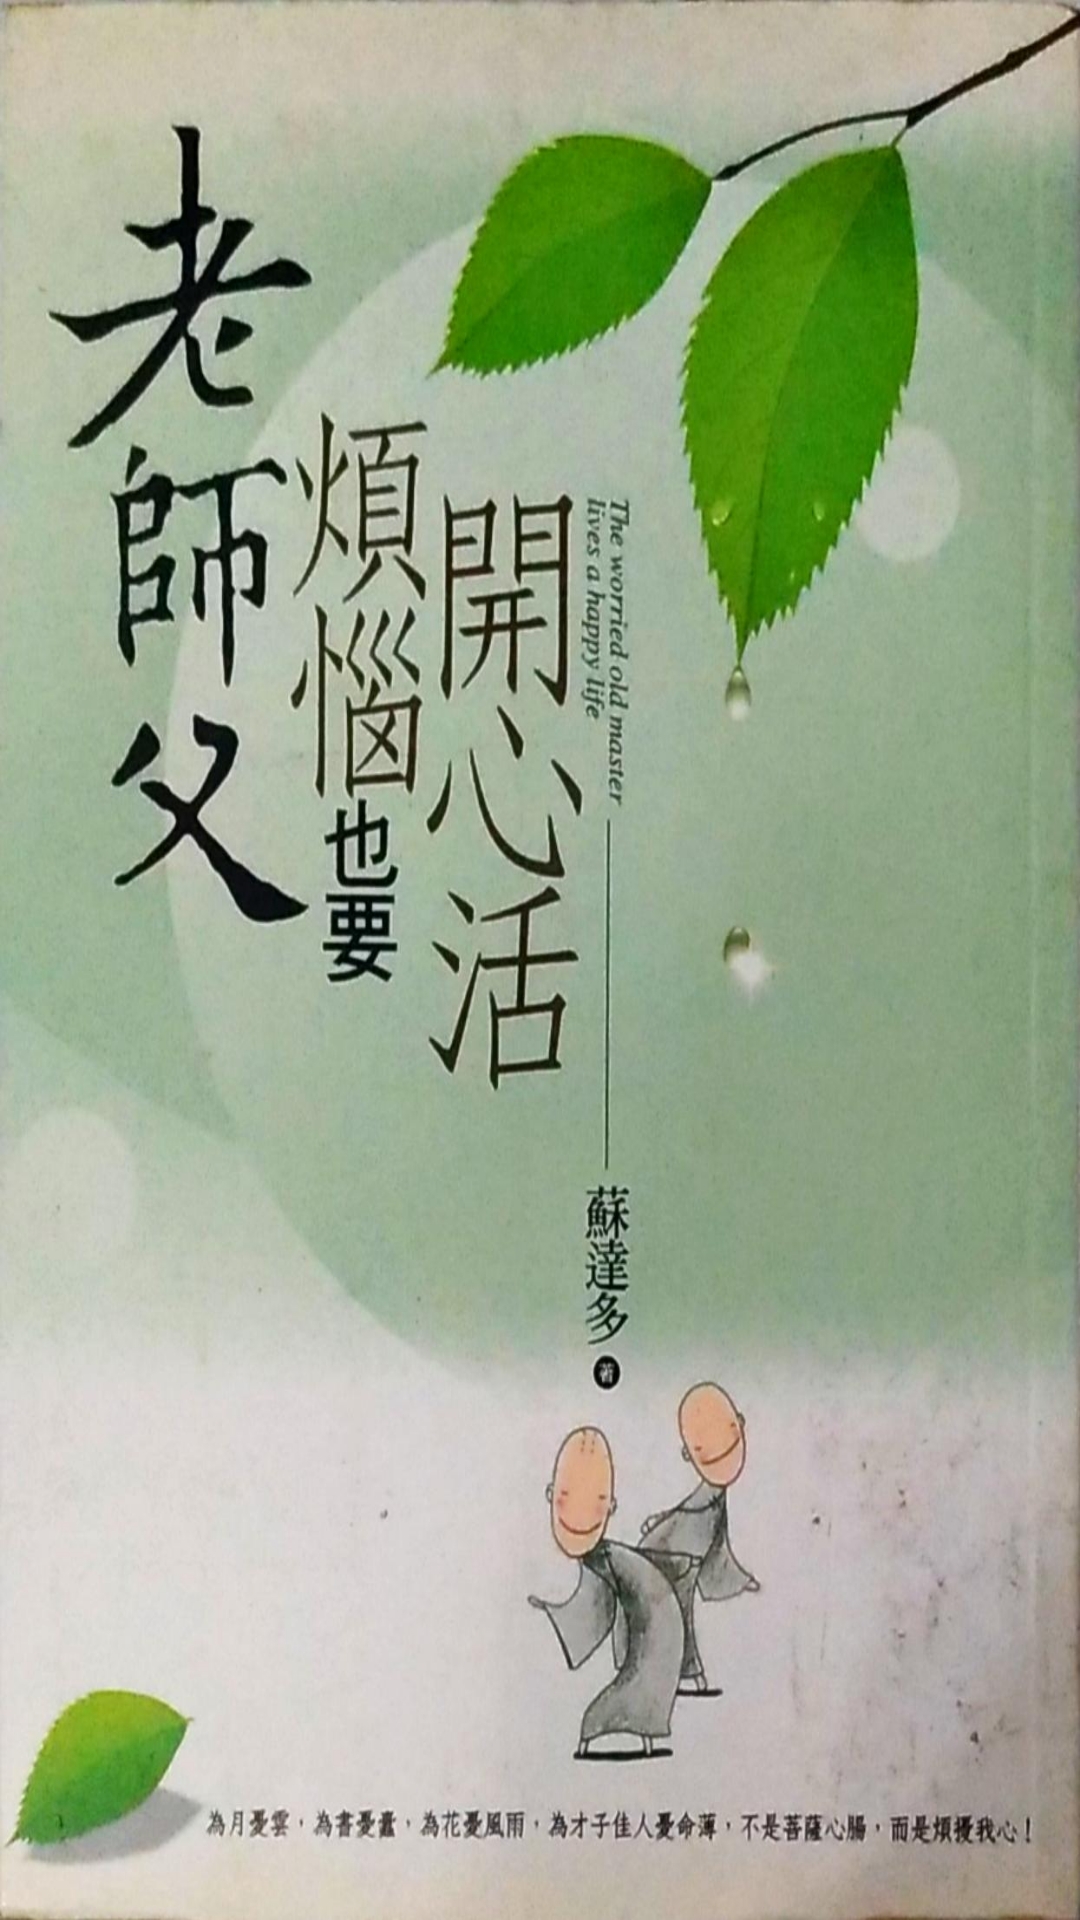 老師父
煩惱也要
開心活
The worried old master
lives a happy life
蘇達多
著
為月憂雲，為書憂蠹，為花憂風雨，為才子佳人憂命薄，不是菩薩心腸，而是煩擾我心！